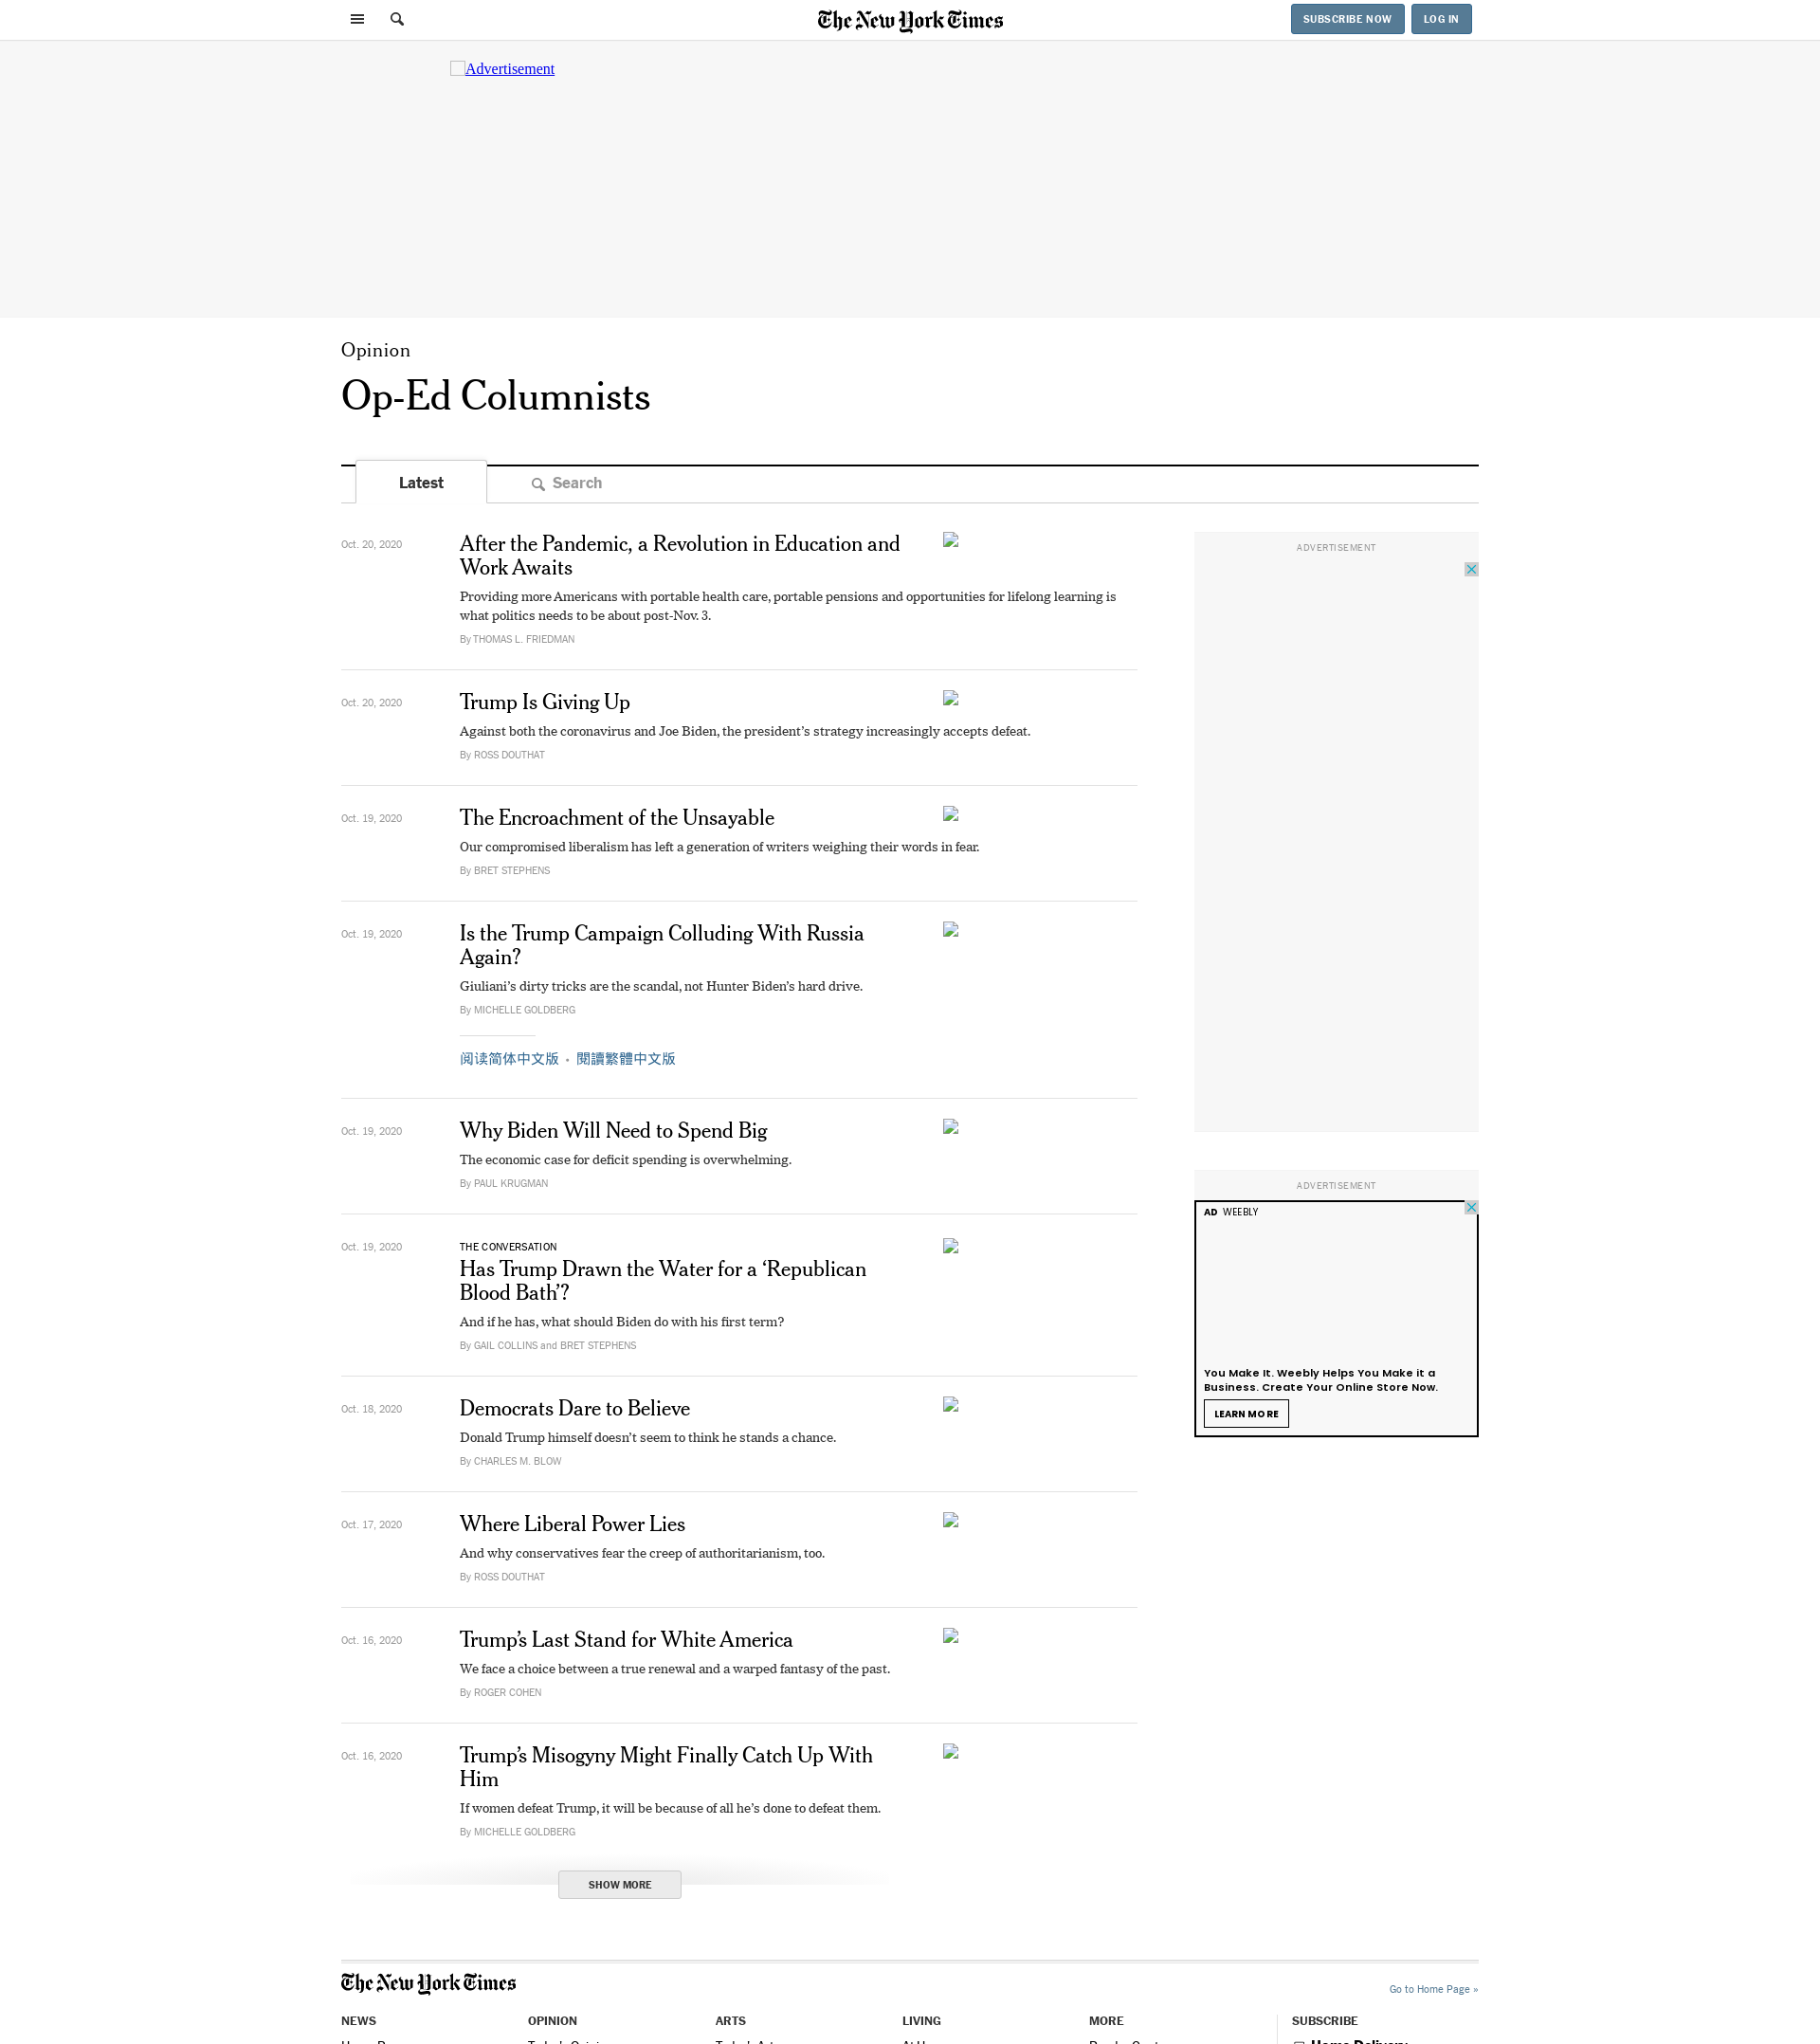 The New York Times
SUBSCRIBE NOW
LOG IN
Advertisement
Opinion
Op-Ed Columnists
Latest
Search
Oct. 20, 2020
After the Pandemic, a Revolution in Education and
Work Awaits
Providing more Americans with portable health care, portable pensions and opportunities for lifelong learning is
what politics needs to be about post-Nov. 3.
By THOMAS L. FRIEDMAN
Oct. 20, 2020
Trump Is Giving Up
Against both the coronavirus and Joe Biden, the president’s strategy increasingly accepts defeat.
By ROSS DOUTHAT
Oct. 19, 2020
The Encroachment of the Unsayable
Our compromised liberalism has left a generation of writers weighing their words in fear.
By BRET STEPHENS
Oct. 19, 2020
Is the Trump Campaign Colluding With Russia
Again?
Giuliani’s dirty tricks are the scandal, not Hunter Biden’s hard drive.
By MICHELLE GOLDBERG
阅读简体中文版 • 閱讀繁體中文版
Oct. 19, 2020
Why Biden Will Need to Spend Big
The economic case for deficit spending is overwhelming.
By PAUL KRUGMAN
Oct. 19, 2020
THE CONVERSATION
Has Trump Drawn the Water for a ‘Republican
Blood Bath’?
And if he has, what should Biden do with his first term?
By GAIL COLLINS and BRET STEPHENS
Oct. 18, 2020
Democrats Dare to Believe
Donald Trump himself doesn’t seem to think he stands a chance.
By CHARLES M. BLOW
Oct. 17, 2020
Where Liberal Power Lies
And why conservatives fear the creep of authoritarianism, too.
By ROSS DOUTHAT
Oct. 16, 2020
Trump’s Last Stand for White America
We face a choice between a true renewal and a warped fantasy of the past.
By ROGER COHEN
Oct. 16, 2020
Trump’s Misogyny Might Finally Catch Up With
Him
If women defeat Trump, it will be because of all he’s done to defeat them.
By MICHELLE GOLDBERG
SHOW MORE
ADVERTISEMENT
ADVERTISEMENT
AD WEEBLY
You Make It. Weebly Helps You Make it a
Business. Create Your Online Store Now.
LEARN MORE
The New York Times
Go to Home Page »
NEWS
OPINION
ARTS
LIVING
MORE
SUBSCRIBE